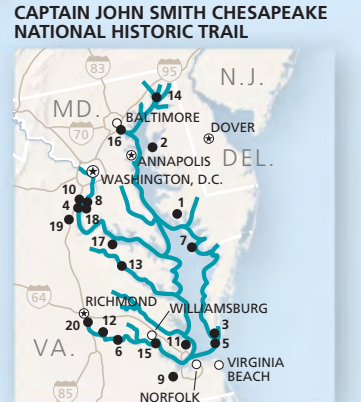 CAPTAIN JOHN SMITH CHESAPEAKE
NATIONAL HISTORIC TRAIL
83
95
N.J.
14
MD.
BALTIMORE
70
16
2
DOVER
ANNAPOLIS
DEL.
WASHINGTON, D.C.
10
8
1
4
18
19
17
7
13
64
RICHMOND
WILLIAMSBURG
20
12
3
6
15
11
5
VA.
VIRGINIA
BEACH
9
85
NORFOLK